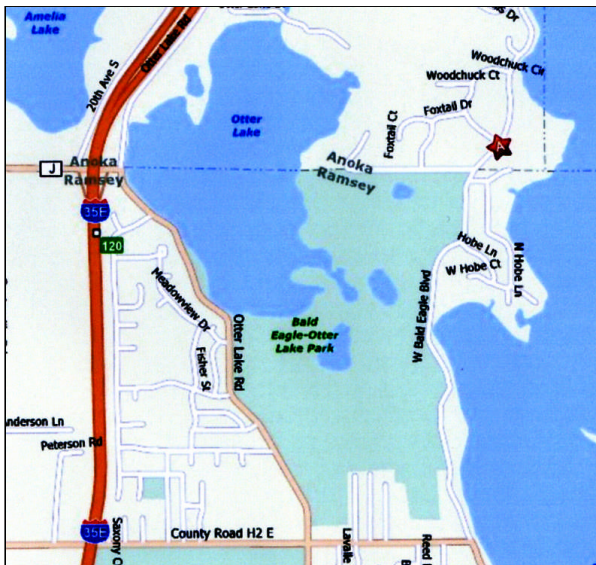 Amelia
Lake
20th Ave S
Otter Lake Rd
Woodchuck Cir
Woodchuck Ct
Foxtail Dr
Foxtail Ct
Otter
Lake
A
J
Anoka
Ramsey
Anoka
Ramsey
35E
120
Hobe Ln
W Hobe Ct
N Hobe Ln
W Bald Eagle Blvd
Meadowview Dr
Fisher St
Otter Lake Rd
Bald
Eagle-Otter
Lake Park
Anderson Ln
Peterson Rd
35E
County Road H2 E
Saxony
Lavalle
Reed